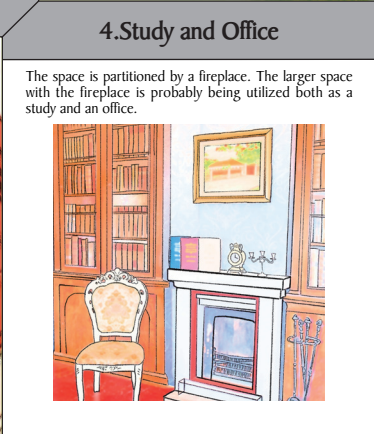 4.Study and Office
The space is partitioned by a fireplace. The larger space
with the fireplace is probably being utilized both as a
study and an office.